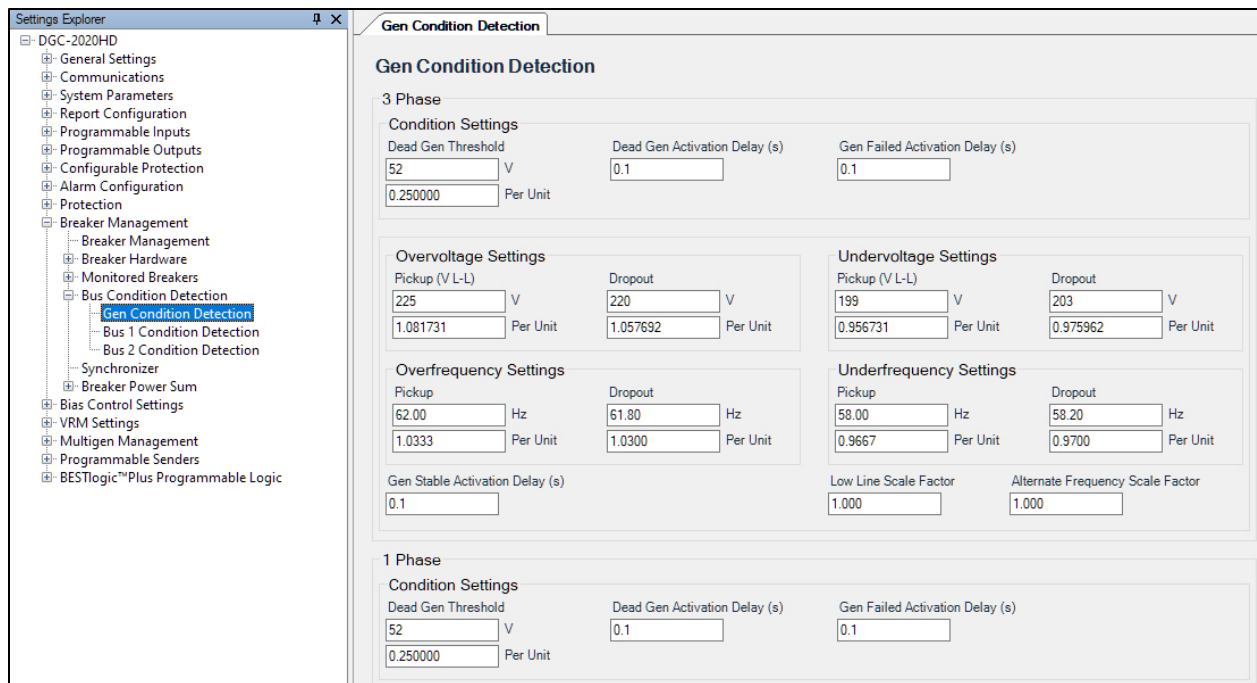 Settings Explorer
DGC-2020HD
General Settings
Communications
System Parameters
Report Configuration
Programmable Inputs
Programmable Outputs
Configurable Protection
Alarm Configuration
Protection
Breaker Management
Breaker Management
Breaker Hardware
Monitored Breakers
Bus Condition Detection
Gen Condition Detection
Bus 1 Condition Detection
Bus 2 Condition Detection
Synchronizer
Breaker Power Sum
Bias Control Settings
VRM Settings
Multigen Management
Programmable Senders
BESTlogic™Plus Programmable Logic
Gen Condition Detection
Gen Condition Detection
3 Phase
Condition Settings
Dead Gen Threshold Dead Gen Activation Delay (s) Gen Failed Activation Delay (s)
52 V 0.1 0.1
0.250000 Per Unit
Overvoltage Settings Undervoltage Settings
Pickup (V L-L) Dropout Pickup (V L-L) Dropout
225 V 220 V 199 V 203 V
1.081731 Per Unit 1.057692 Per Unit 0.956731 Per Unit 0.975962 Per Unit
Overfrequency Settings Underfrequency Settings
Pickup Dropout Pickup Dropout
62.00 Hz 61.80 Hz 58.00 Hz 58.20 Hz
1.0333 Per Unit 1.0300 Per Unit 0.9667 Per Unit 0.9700 Per Unit
Gen Stable Activation Delay (s) Low Line Scale Factor Alternate Frequency Scale Factor
0.1 1.000 1.000
1 Phase
Condition Settings
Dead Gen Threshold Dead Gen Activation Delay (s) Gen Failed Activation Delay (s)
52 V 0.1 0.1
0.250000 Per Unit